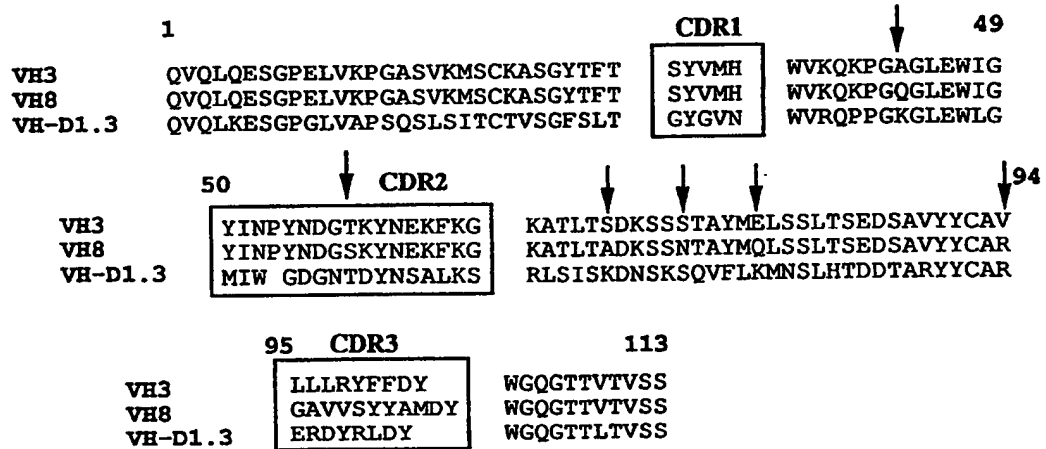 1 CDR1 49
VH3 QVQLQESGPELVKPGASVKMSCKASGYTFT SYVMH WVKQKPGAGLEWIG
VH8 QVQLQESGPELVKPGASVKMSCKASGYTFT SYVMH WVKQKPGQGLEWIG
VH-D1.3 QVQLKESGPGLVAPSQSLSITCTVSGFSLT GYGVN WVRQPPGKGLEWLG
50 CDR2 94
VH3 YINPYNDGTKYNEKFKG KATLTSDKSSSTAYMELSSLTSEDSAVYYCAV
VH8 YINPYNDGSKYNEKFKG KATLTADKSSNTAYMQLSSLTSEDSAVYYCAR
VH-D1.3 MIW GDGNTDYNSALKS RLSISKDNSKSQVFLKMNSLHTDDTARYYCAR
95 CDR3 113
VH3 LLLRYFFDY WGQGTTVTVSS
VH8 GAVVSYYAMDY WGQGTTVTVSS
VH-D1.3 ERDYRLDY WGQGTTLTVSS